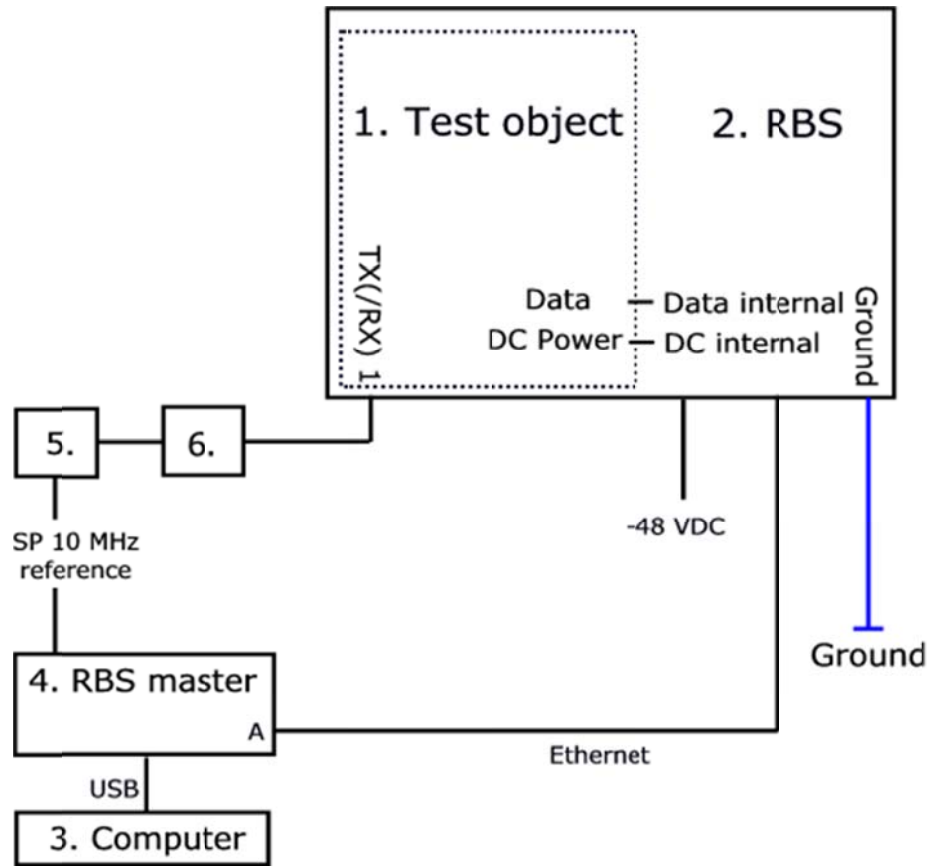 1. Test object
2. RBS
TX(/RX) 1
Data
Data internal
DC Power
DC internal
Ground
5.
6.
SP 10 MHz
reference
-48 VDC
Ground
4. RBS master
A
Ethernet
USB
3. Computer